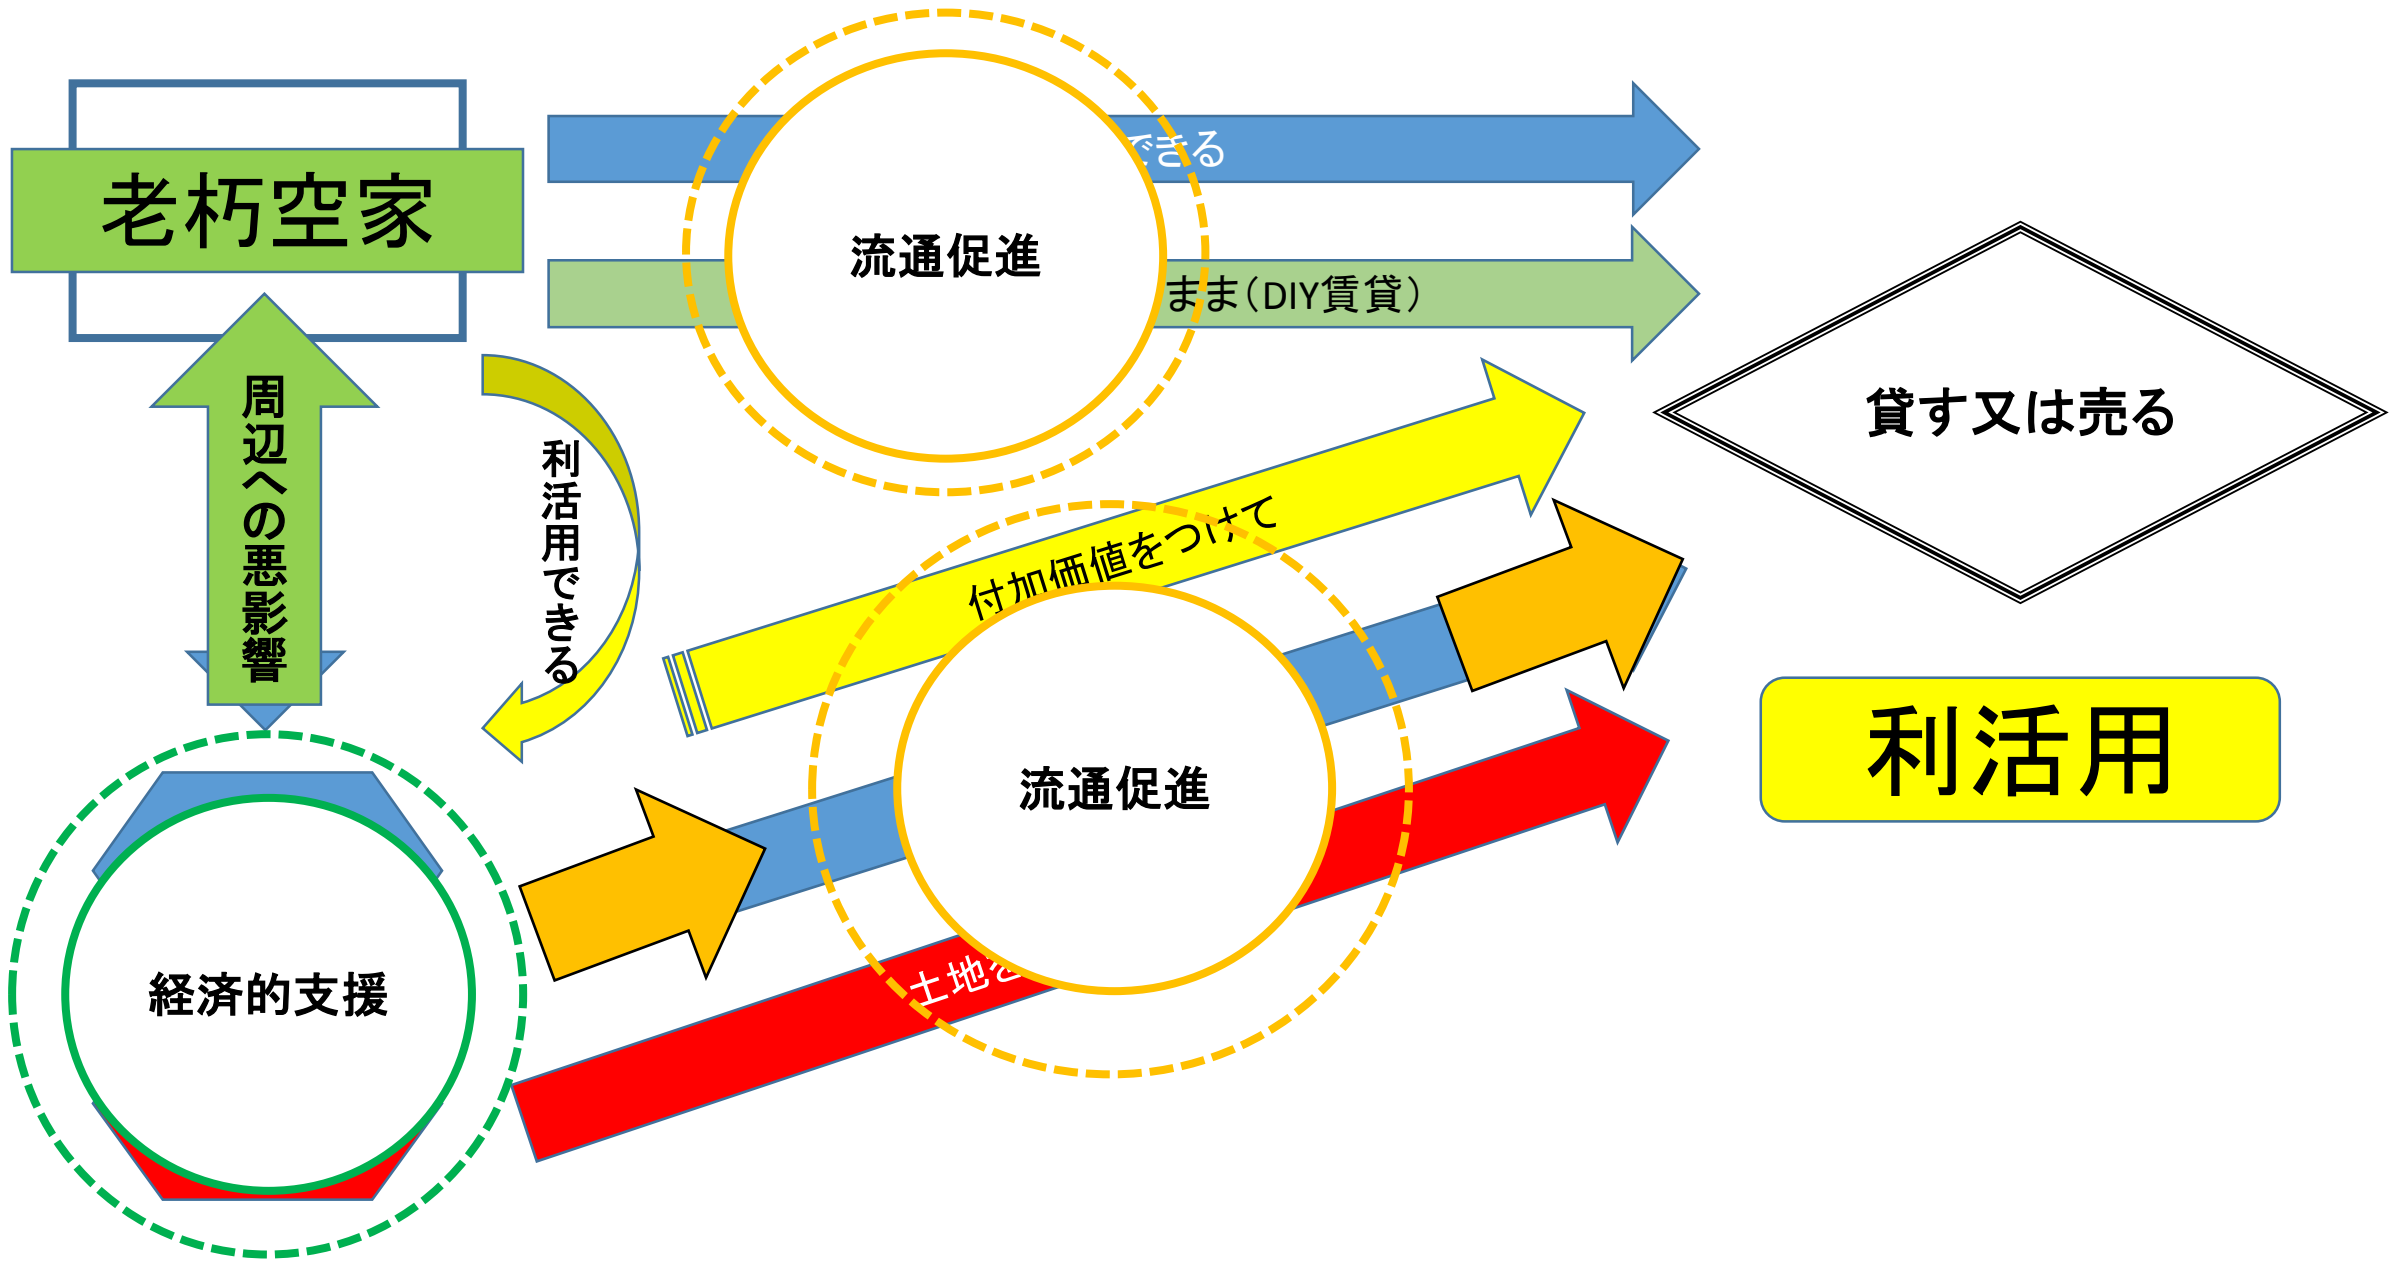 老朽空家
できる
流通促進
まま(DIY賃貸)
貸す又は売る
周辺への悪影響
利活用できる
付加価値をつけて
流通促進
利活用
経済的支援
土地を